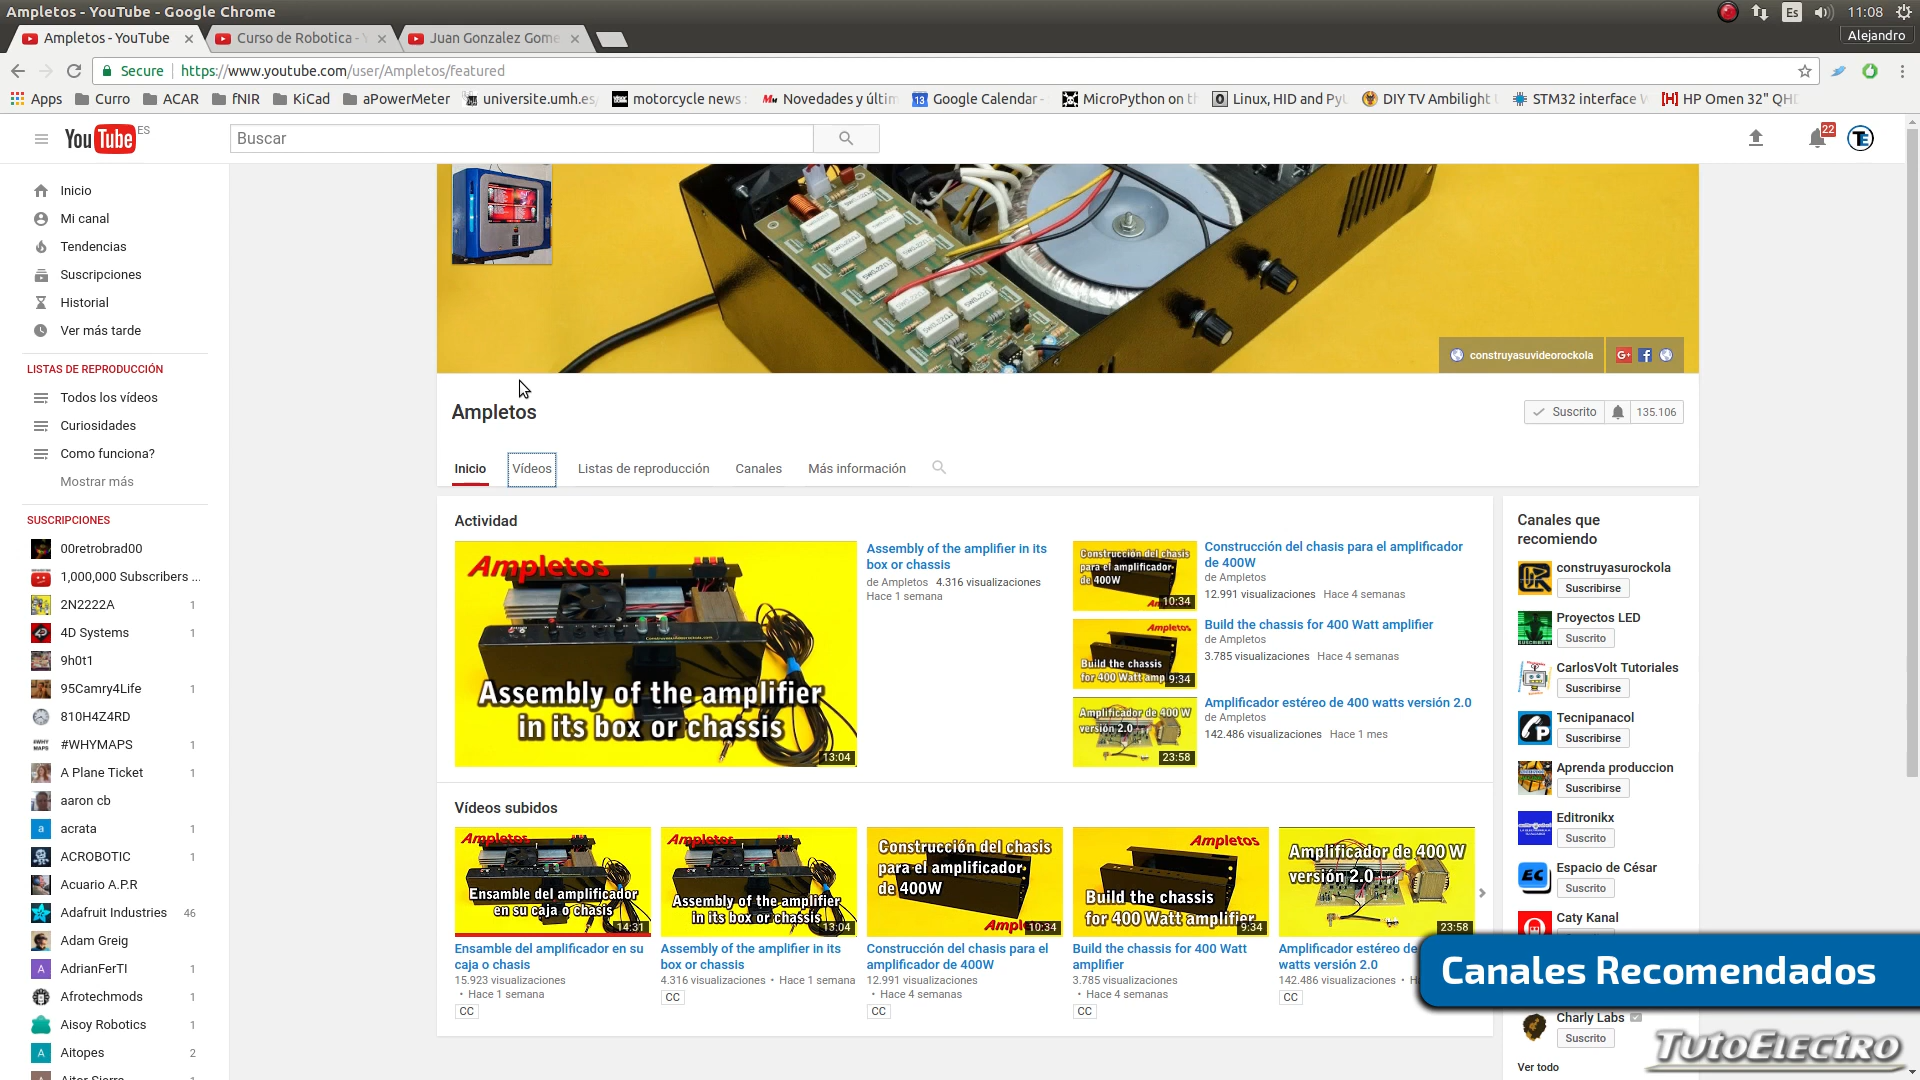 Ampletos - YouTube - Google Chrome
Es
11:08
Ampletos - YouTube
Curso de Robotica -
Juan Gonzalez Gome
Alejandro
Secure
https://www.youtube.com/user/Ampletos/featured
Apps
Curro
ACAR
fNIR
KiCad
aPowerMeter
universite.umh.es
motorcycle news
Novedades y últim
Google Calendar -
MicroPython on t
Linux, HID and Py
DIY TV Ambilight
STM32 interface
HP Omen 32" QH
YouTube
ES
Buscar
22
TE
Inicio
Mi canal
Tendencias
Suscripciones
Historial
Ver más tarde
LISTAS DE REPRODUCCIÓN
Todos los vídeos
Curiosidades
Como funciona?
Mostrar más
SUSCRIPCIONES
00retrobrad00
1,000,000 Subscribers ...
2N2222A 1
4D Systems 1
9h0t1
95Camry4Life 1
810H4Z4RD
#WHYMAPS 1
A Plane Ticket 1
aaron cb
acrata 1
ACROBOTIC 1
Acuario A.P.R
Adafruit Industries 46
Adam Greig
AdrianFerTI 1
Afrotechmods 1
Aisoy Robotics 1
Aitopes 2
construyasuvideorockola
Ampletos
Suscrito
135.106
Inicio
Vídeos
Listas de reproducción
Canales
Más información
Actividad
Ampletos
Assembly of the amplifier
in its box or chassis
13:04
Assembly of the amplifier in its
box or chassis
de Ampletos 4.316 visualizaciones
Hace 1 semana
Construcción del chasis
para el amplificador
de 400W
10:34
Construcción del chasis para el amplificador
de 400W
de Ampletos
12.991 visualizaciones Hace 4 semanas
Ampletos
Build the chassis
for 400 Watt amp
9:34
Build the chassis for 400 Watt amplifier
de Ampletos
3.785 visualizaciones Hace 4 semanas
Amplificador de 400 W
versión 2.0
23:58
Amplificador estéreo de 400 watts versión 2.0
de Ampletos
142.486 visualizaciones Hace 1 mes
Vídeos subidos
Ampletos
Ensamble del amplificador
en su caja o chasis
14:31
Ensamble del amplificador en su
caja o chasis
15.923 visualizaciones
• Hace 1 semana
CC
Ampletos
Assembly of the amplifier
in its box or chassis
13:04
Assembly of the amplifier in its
box or chassis
4.316 visualizaciones • Hace 1 semana
CC
Construcción del chasis
para el amplificador
de 400W
Ampl
10:34
Construcción del chasis para el
amplificador de 400W
12.991 visualizaciones
• Hace 4 semanas
CC
Ampletos
Build the chassis
for 400 Watt amplifier
9:34
Build the chassis for 400 Watt
amplifier
3.785 visualizaciones
• Hace 4 semanas
CC
Amplificador de 400 W
versión 2.0
23:58
Amplificador estéreo de
watts versión 2.0
142.486 visualizaciones •
CC
Canales que
recomiendo
construyasurockola
Suscribirse
Proyectos LED
Suscrito
CarlosVolt Tutoriales
Suscribirse
Tecnipanacol
Suscribirse
Aprenda produccion
Suscribirse
Editronikx
Suscrito
EC
Espacio de César
Suscrito
Caty Kanal
Canales Recomendados
Charly Labs
Suscrito
Ver todo
TutoElectro